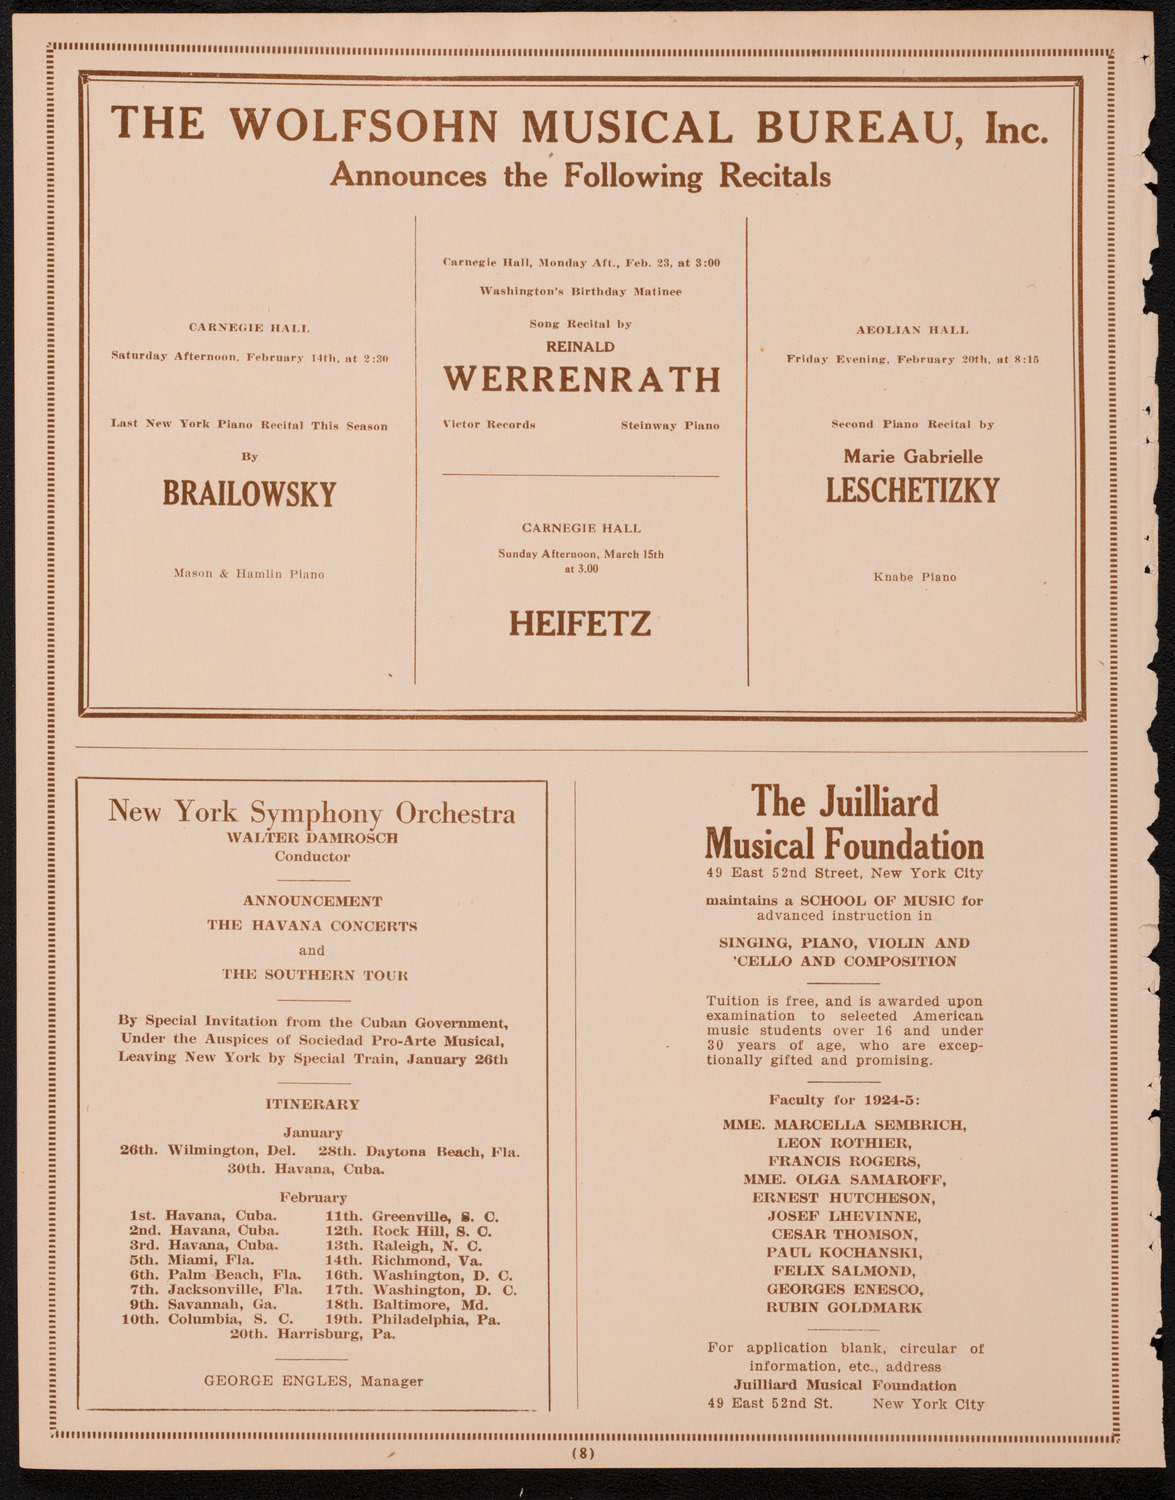 THE WOLFSOHN MUSICAL BUREAU, Inc.
Announces the Following Recitals
CARNEGIE HALL
Saturday Afternoon, February 14th, at 2:30
Last New York Piano Recital This Season
By
BRAILOWSKY
Mason & Hamlin Piano
Carnegie Hall, Monday Aft., Feb. 23, at 3:00
Washington's Birthday Matinee
Song Recital by
REINALD
WERRENRATH
Victor Records Steinway Piano
CARNEGIE HALL
Sunday Afternoon, March 15th
at 3.00
HEIFETZ
AEOLIAN HALL
Friday Evening, February 20th, at 8:15
Second Piano Recital by
Marie Gabrielle
LESCHETIZKY
Knabe Piano
New York Symphony Orchestra
WALTER DAMROSCH
Conductor
ANNOUNCEMENT
THE HAVANA CONCERTS
and
THE SOUTHERN TOUR
By Special Invitation from the Cuban Government,
Under the Auspices of Sociedad Pro-Arte Musical,
Leaving New York by Special Train, January 26th
ITINERARY
January
26th. Wilmington, Del. 28th. Daytona Beach, Fla.
30th. Havana, Cuba.
February
1st. Havana, Cuba. 11th. Greenville, S. C.
2nd. Havana, Cuba. 12th. Rock Hill, S. C.
3rd. Havana, Cuba. 13th. Raleigh, N. C.
5th. Miami, Fla. 14th. Richmond, Va.
6th. Palm Beach, Fla. 16th. Washington, D. C.
7th. Jacksonville, Fla. 17th. Washington, D. C.
9th. Savannah, Ga. 18th. Baltimore, Md.
10th. Columbia, S. C. 19th. Philadelphia, Pa.
20th. Harrisburg, Pa.
GEORGE ENGLES, Manager
The Juilliard
Musical Foundation
49 East 52nd Street, New York City
maintains a SCHOOL OF MUSIC for
advanced instruction in
SINGING, PIANO, VIOLIN AND
'CELLO AND COMPOSITION
Tuition is free, and is awarded upon
examination to selected American
music students over 16 and under
30 years of age, who are excep-
tionally gifted and promising.
Faculty for 1924-5:
MME. MARCELLA SEMBRICH,
LEON ROTHIER,
FRANCIS ROGERS,
MME. OLGA SAMAROFF,
ERNEST HUTCHESON,
JOSEF LHEVINNE,
CESAR THOMSON,
PAUL KOCHANSKI,
FELIX SALMOND,
GEORGES ENESCO,
RUBIN GOLDMARK
For application blank, circular of
information, etc., address
Juilliard Musical Foundation
49 East 52nd St. New York City
(8)